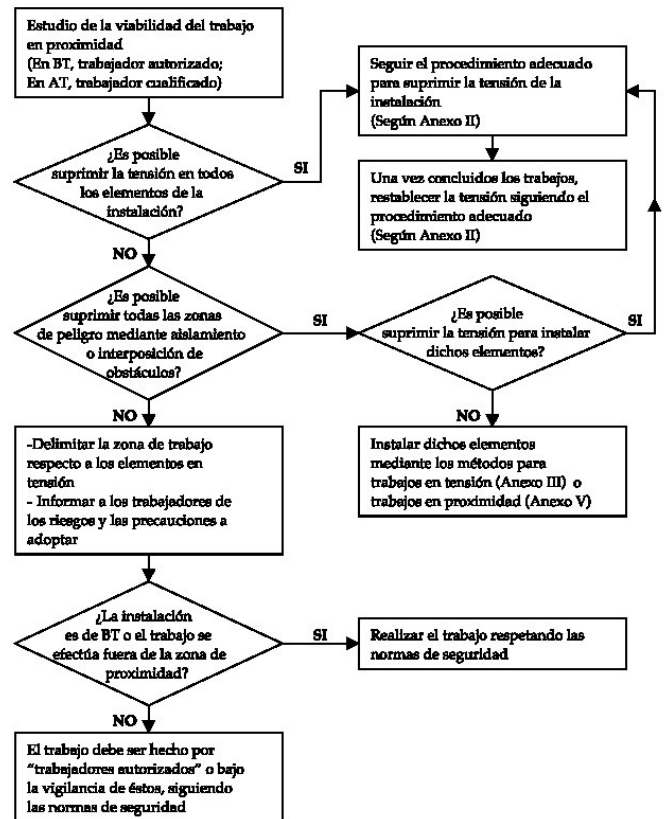 Estudio de la viabilidad del trabajo
en proximidad
(En BT, trabajador autorizado;
En AT, trabajador cualificado)
Seguir el procedimiento adecuado
para suprimir la tensión de la
instalación
(Según Anexo II)
¿Es posible
suprimir la tensión en todos
los elementos de la
instalación?
SI
Una vez concluidos los trabajos,
restablecer la tensión siguiendo el
procedimiento adecuado
(Según Anexo II)
NO
¿Es posible
suprimir todas las zonas
de peligro mediante aislamiento
o interposición de
obstáculos?
SI
¿Es posible
suprimir la tensión para instalar
dichos elementos?
SI
NO
NO
-Delimitar la zona de trabajo
respecto a los elementos en
tensión
- Informar a los trabajadores de
los riesgos y las precauciones a
adoptar
Instalar dichos elementos
mediante los métodos para
trabajos en tensión (Anexo III) o
trabajos en proximidad (Anexo V)
¿La instalación
es de BT o el trabajo se
efectúa fuera de la zona de
proximidad?
SI
Realizar el trabajo respetando las
normas de seguridad
NO
El trabajo debe ser hecho por
"trabajadores autorizados" o bajo
la vigilancia de éstos, siguiendo
las normas de seguridad